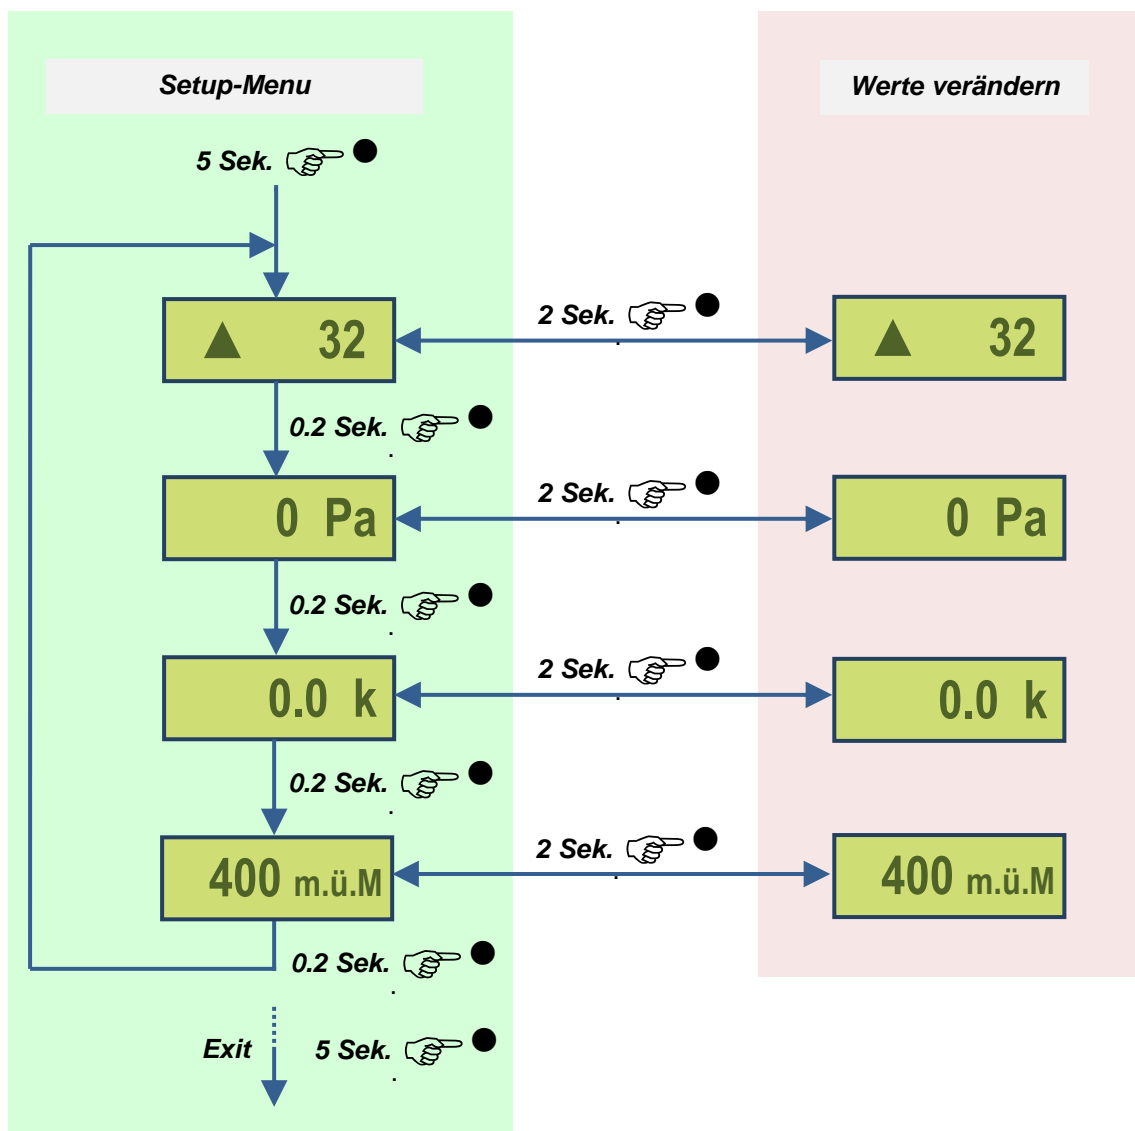 Setup-Menu
Werte verändern
5 Sek.
▲ 32
2 Sek.
▲ 32
0.2 Sek.
0 Pa
2 Sek.
0 Pa
0.2 Sek.
0.0 k
2 Sek.
0.0 k
0.2 Sek.
400 m.ü.M
2 Sek.
400 m.ü.M
0.2 Sek.
Exit 5 Sek.